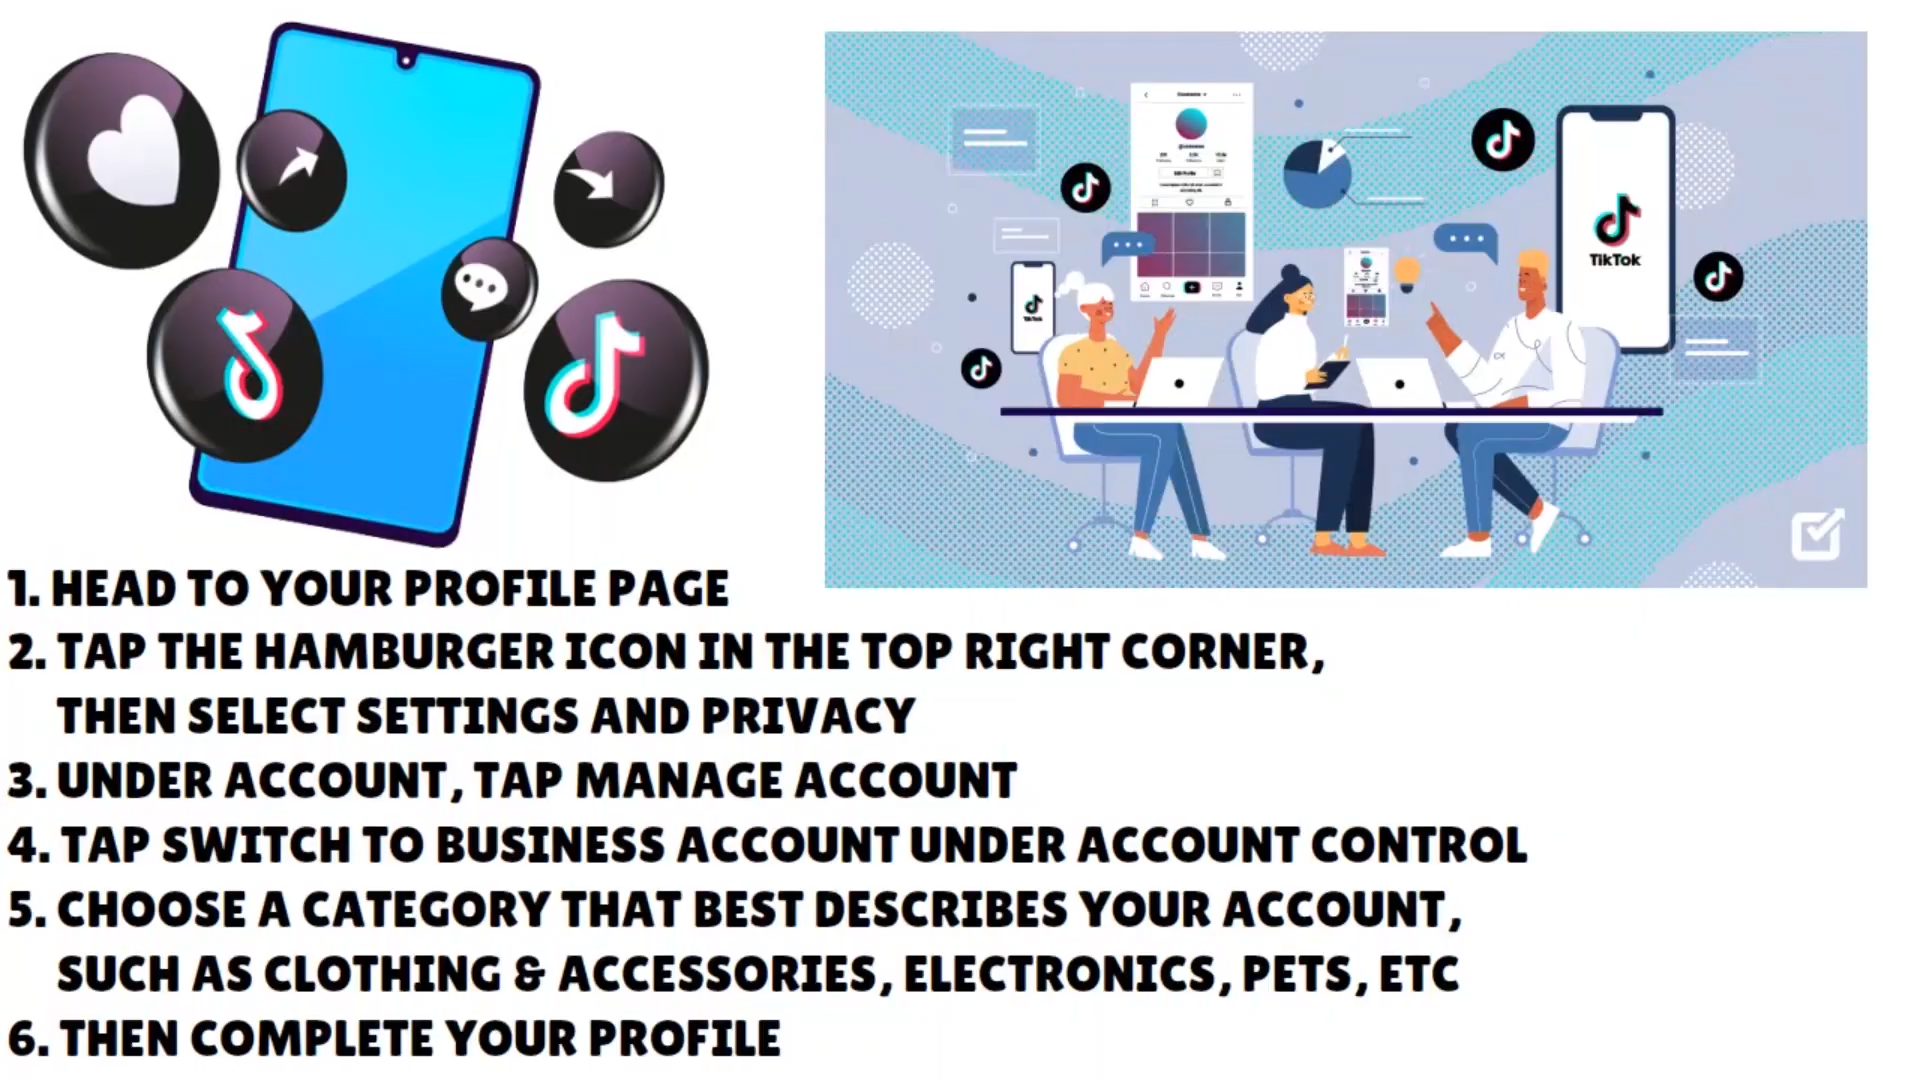 TikTok
TikTok
1. HEAD TO YOUR PROFILE PAGE
2. TAP THE HAMBURGER ICON IN THE TOP RIGHT CORNER,
THEN SELECT SETTINGS AND PRIVACY
3. UNDER ACCOUNT, TAP MANAGE ACCOUNT
4. TAP SWITCH TO BUSINESS ACCOUNT UNDER ACCOUNT CONTROL
5. CHOOSE A CATEGORY THAT BEST DESCRIBES YOUR ACCOUNT,
SUCH AS CLOTHING & ACCESSORIES, ELECTRONICS, PETS, ETC
6. THEN COMPLETE YOUR PROFILE